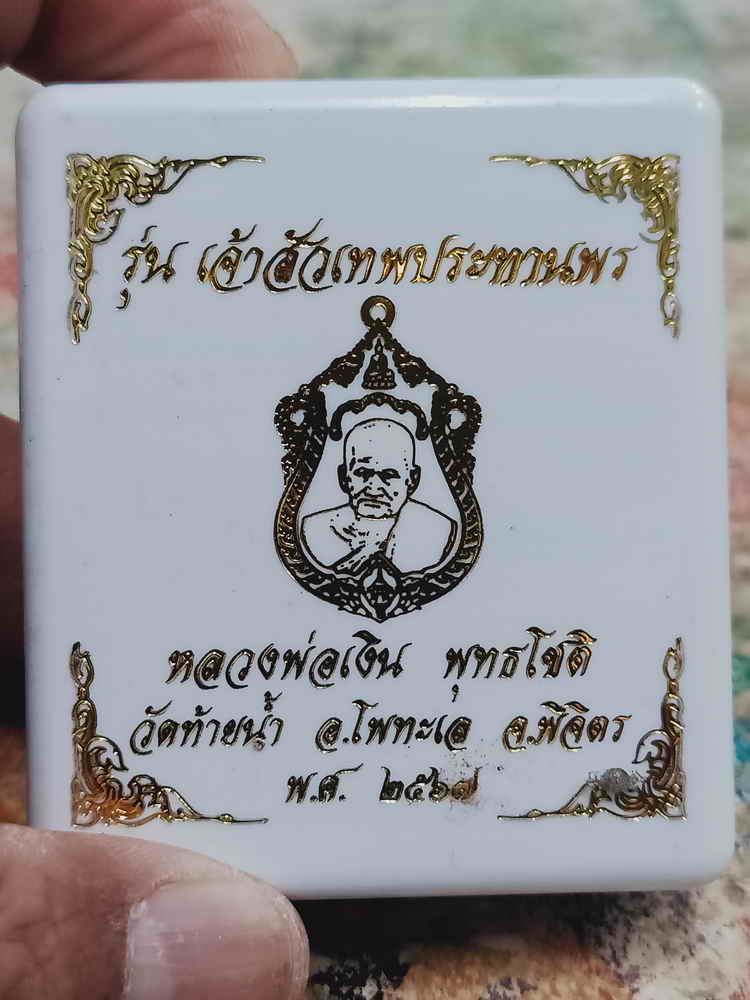 รุ่น เจ้าสัวเทพประทานพร
หลวงพ่อเงิน พุทธโชติ
วัดท้ายน้ำ อ.โพทะเล จ.พิจิตร
พ.ศ. ๒๕๖๗